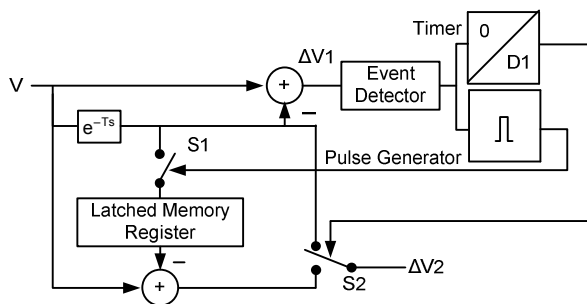 Timer
0
D1
ΔV1
V
+
−
Event
Detector
e−Ts
S1
Pulse Generator
Latched Memory
Register
−
+
S2
ΔV2